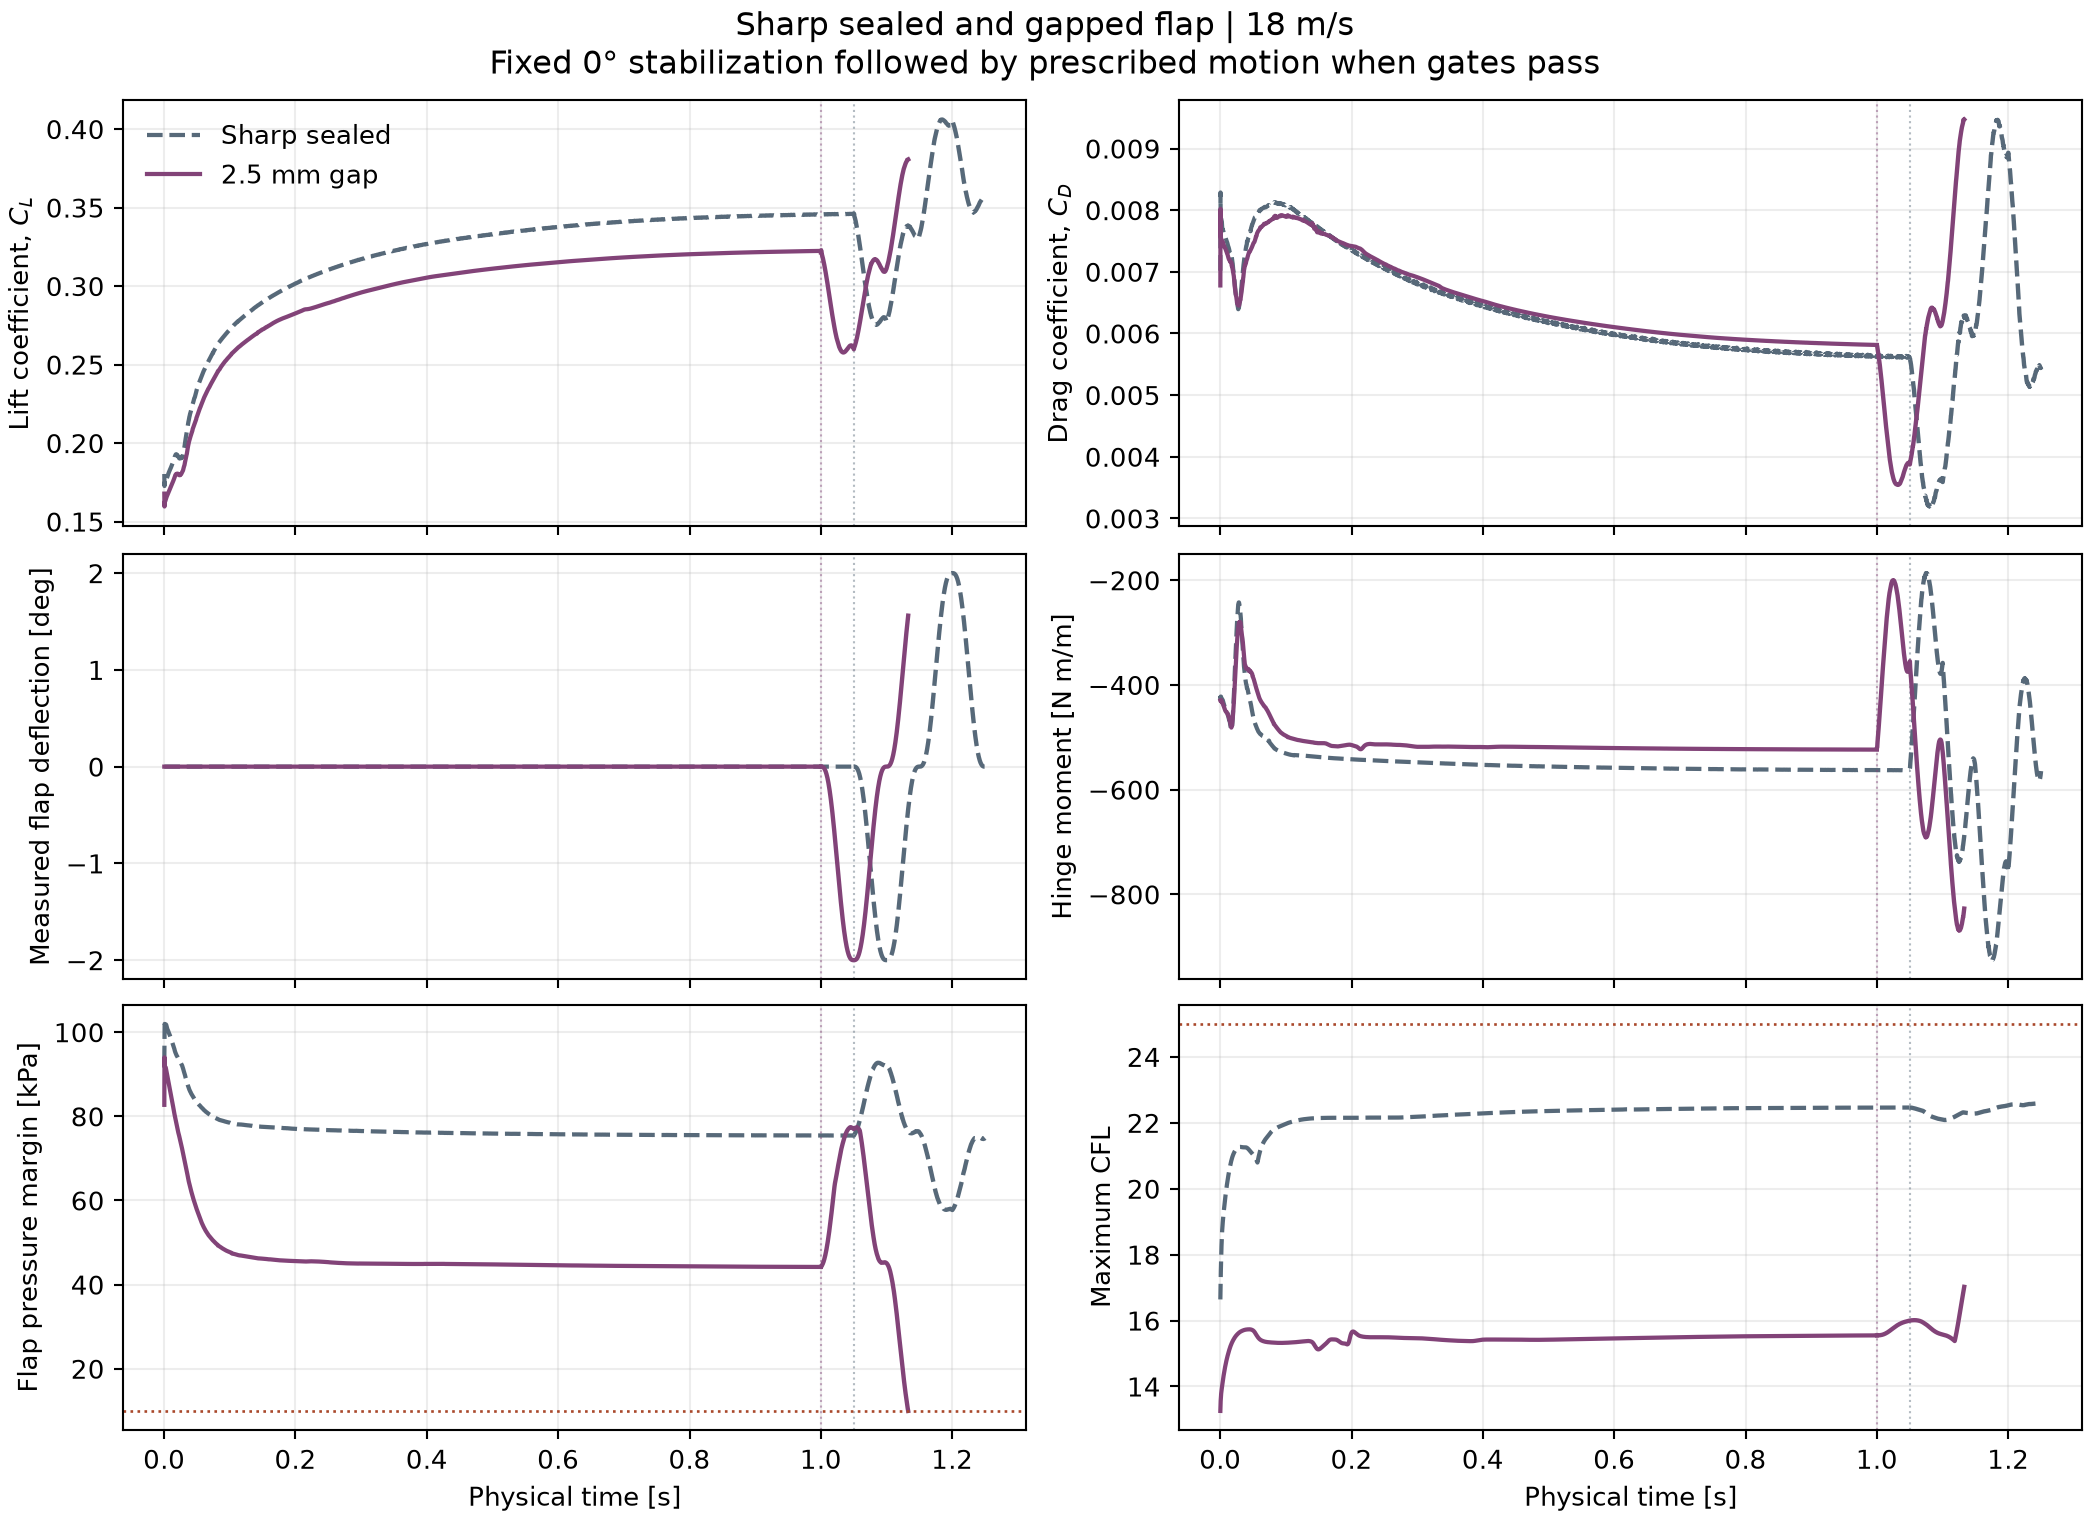 Sharp sealed and gapped flap | 18 m/s
Fixed 0° stabilization followed by prescribed motion when gates pass
Lift coefficient, C_L
0.40
0.35
0.30
0.25
0.20
0.15
Sharp sealed
2.5 mm gap
Drag coefficient, C_D
0.009
0.008
0.007
0.006
0.005
0.004
0.003
Measured flap deflection [deg]
2
1
0
−1
−2
Hinge moment [N m/m]
−200
−400
−600
−800
Flap pressure margin [kPa]
100
80
60
40
20
0.0 0.2 0.4 0.6 0.8 1.0 1.2
Physical time [s]
Maximum CFL
24
22
20
18
16
14
0.0 0.2 0.4 0.6 0.8 1.0 1.2
Physical time [s]